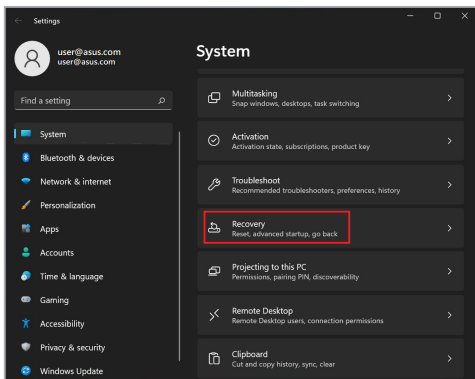 Settings
user@asus.com
user@asus.com
Find a setting
System
Bluetooth & devices
Network & internet
Personalization
Apps
Accounts
Time & language
Gaming
Accessibility
Privacy & security
Windows Update
System
Multitasking
Snap windows, desktops, task switching
Activation
Activation state, subscriptions, product key
Troubleshoot
Recommended troubleshooters, preferences, history
Recovery
Reset, advanced startup, go back
Projecting to this PC
Permissions, pairing PIN, discoverability
Remote Desktop
Remote Desktop users, connection permissions
Clipboard
Cut and copy history, sync, clear